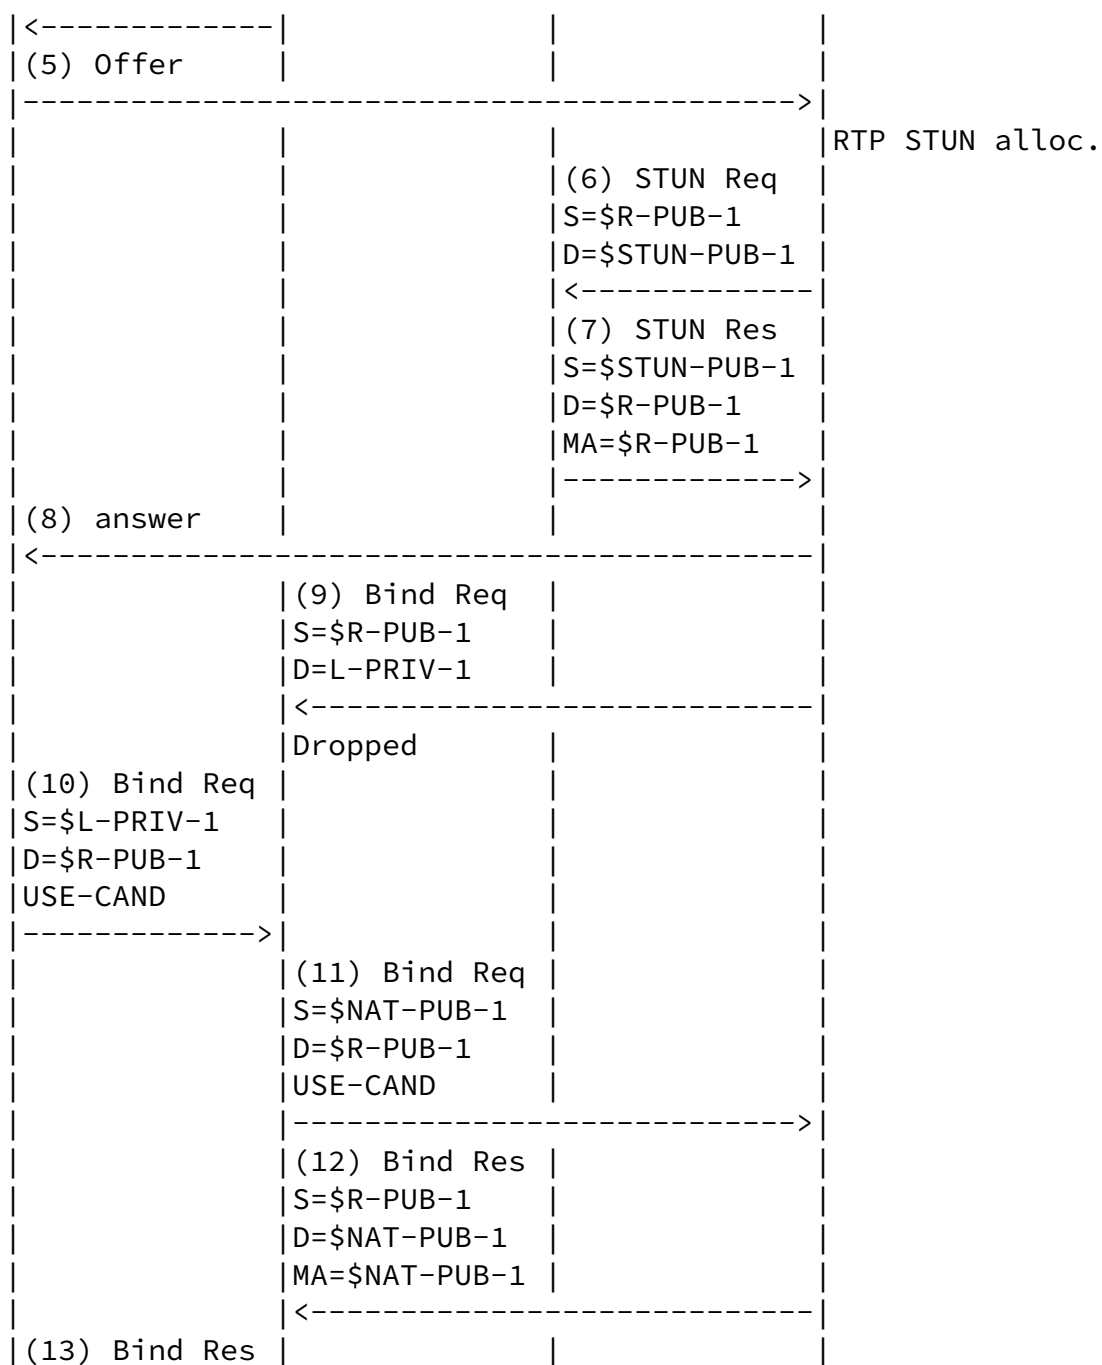 |<-------------|              |              |
|(5) Offer     |              |              |
|------------------------------------------->|
|              |              |              |RTP STUN alloc.
|              |              |(6) STUN Req  |
|              |              |S=$R-PUB-1    |
|              |              |D=$STUN-PUB-1 |
|              |              |<-------------|
|              |              |(7) STUN Res  |
|              |              |S=$STUN-PUB-1 |
|              |              |D=$R-PUB-1    |
|              |              |MA=$R-PUB-1   |
|              |              |------------->|
|(8) answer    |              |              |
|<-------------------------------------------|
|              |(9) Bind Req  |              |
|              |S=$R-PUB-1    |              |
|              |D=L-PRIV-1    |              |
|              |<----------------------------|
|              |Dropped       |              |
|(10) Bind Req |              |              |
|S=$L-PRIV-1   |              |              |
|D=$R-PUB-1    |              |              |
|USE-CAND      |              |              |
|------------->|              |              |
|              |(11) Bind Req |              |
|              |S=$NAT-PUB-1  |              |
|              |D=$R-PUB-1    |              |
|              |USE-CAND      |              |
|              |---------------------------->|
|              |(12) Bind Res |              |
|              |S=$R-PUB-1    |              |
|              |D=$NAT-PUB-1  |              |
|              |MA=$NAT-PUB-1 |              |
|              |<----------------------------|
|(13) Bind Res |              |              |